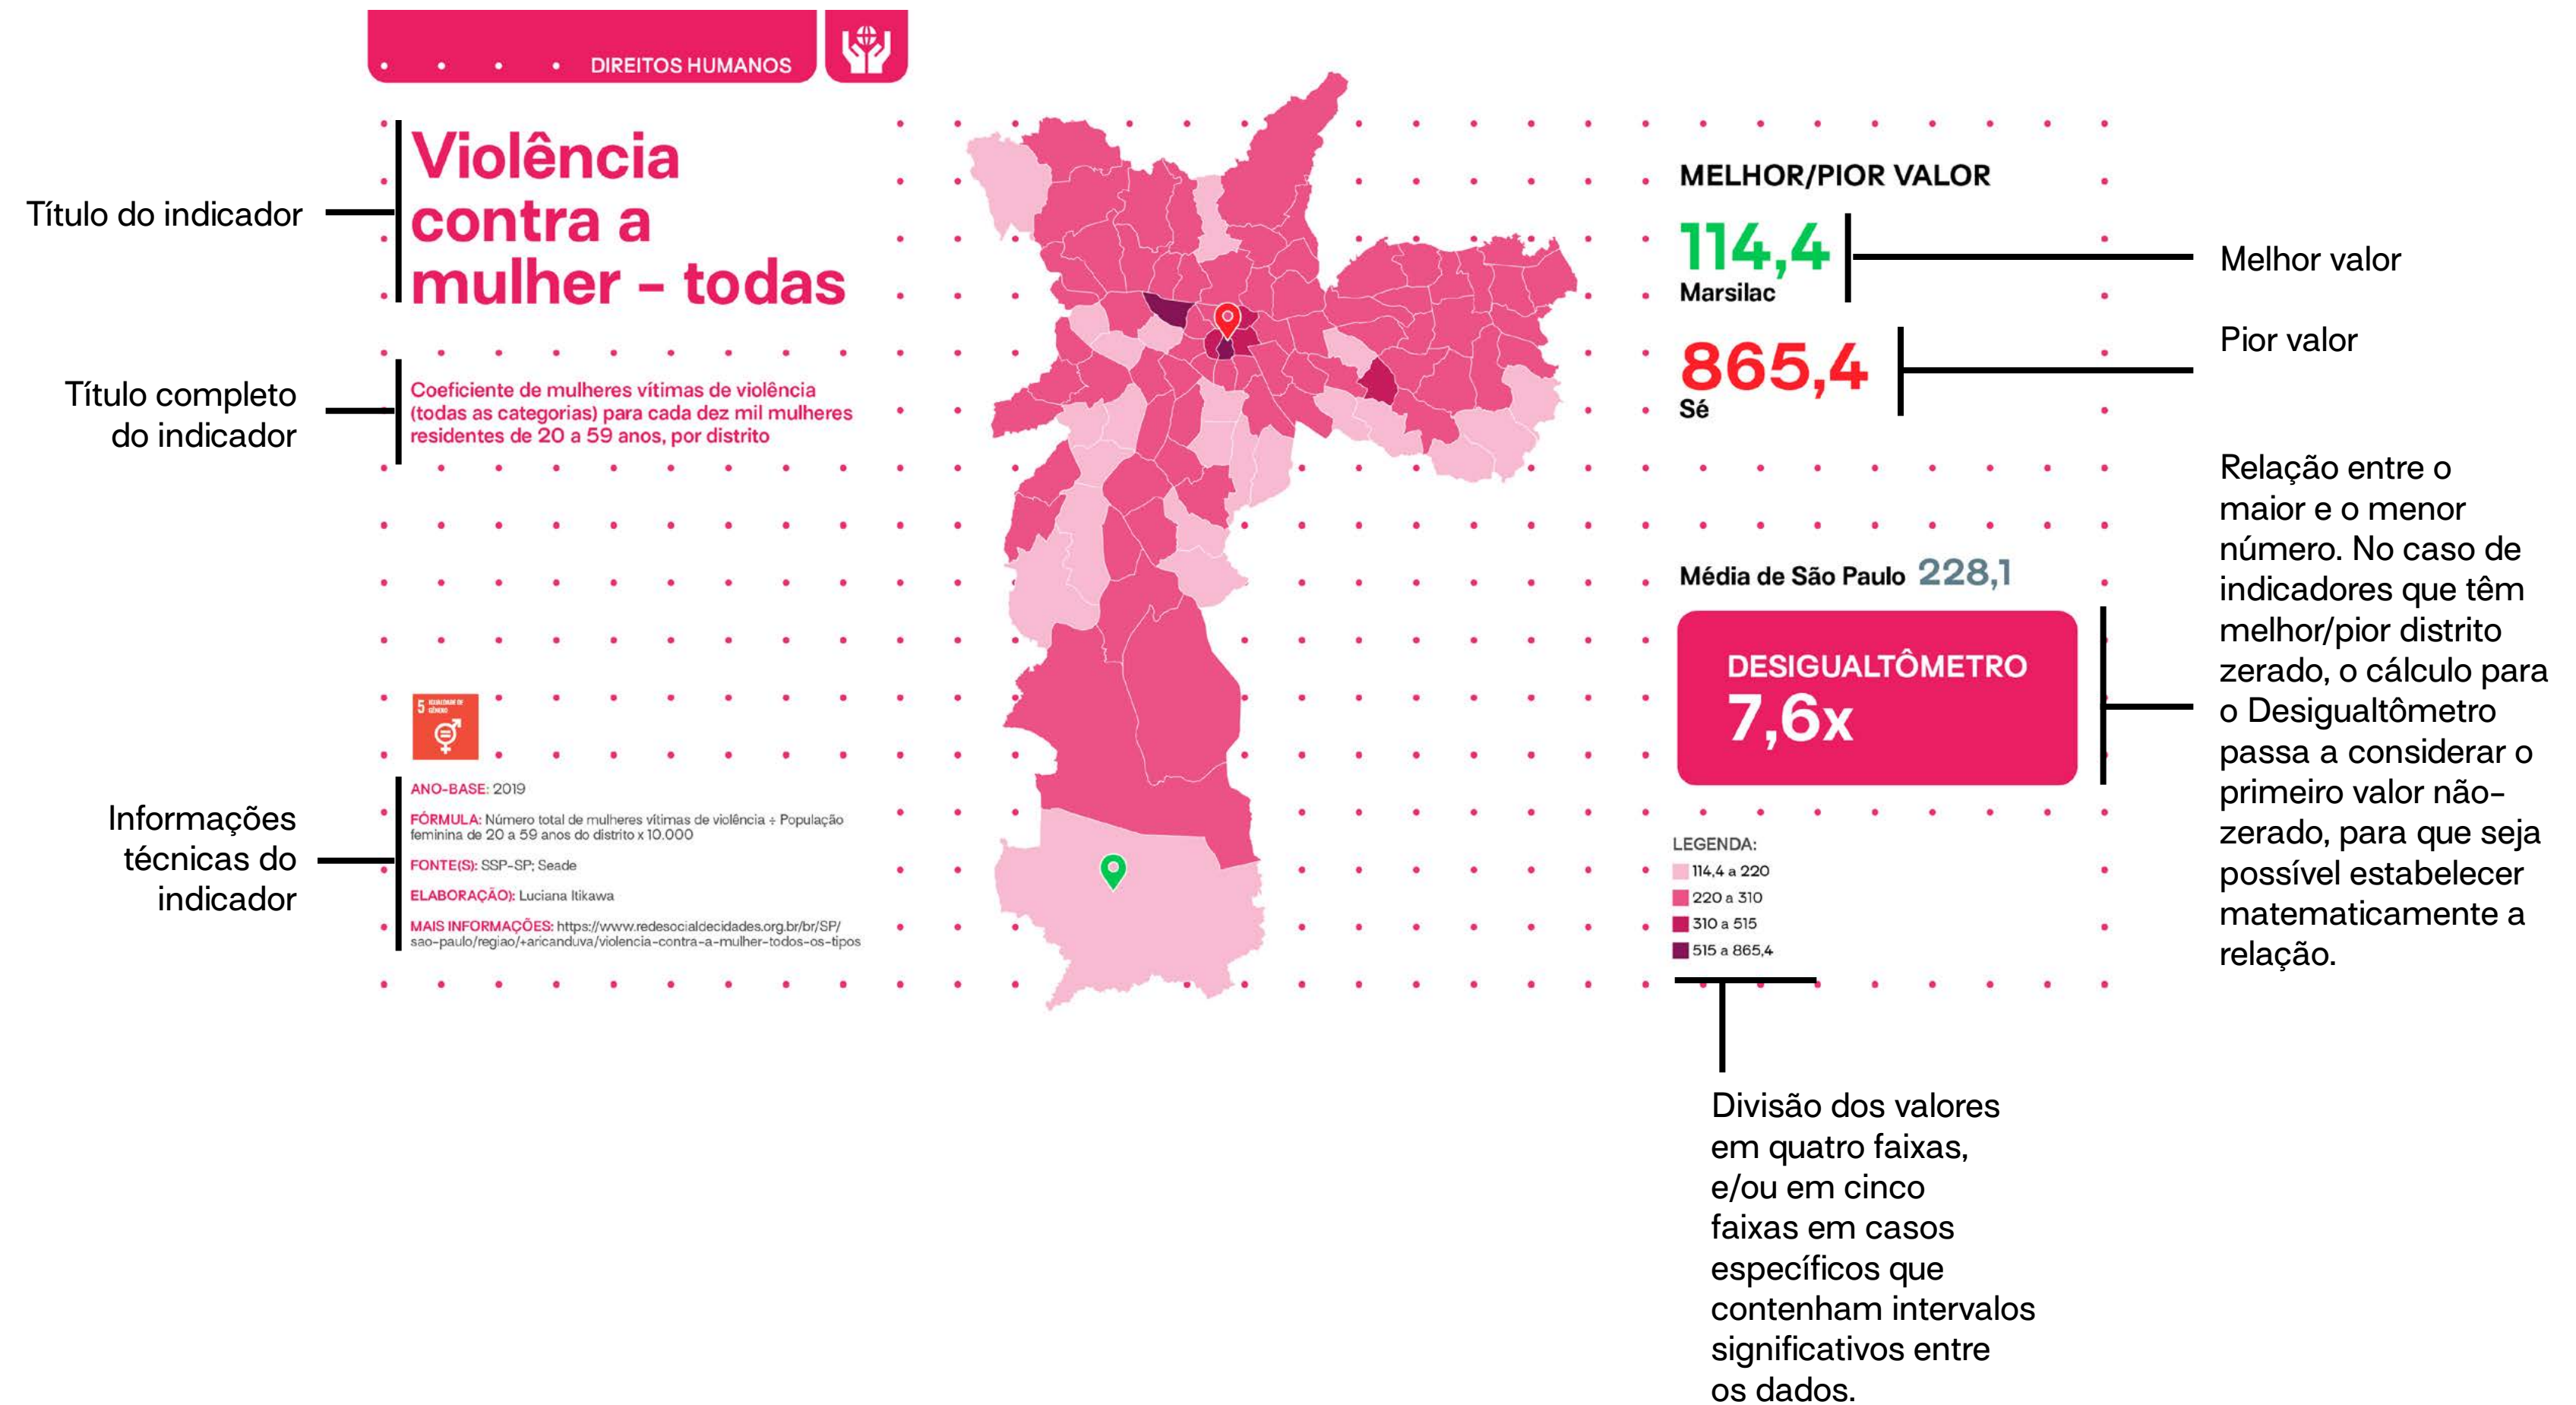 DIREITOS HUMANOS
Título do indicador
Violência
contra a
mulher - todas
Título completo
do indicador
Coeficiente de mulheres vítimas de violência
(todas as categorias) para cada dez mil mulheres
residentes de 20 a 59 anos, por distrito
5 IGUALDADE DE
GÊNERO
Informações
técnicas do
indicador
ANO-BASE: 2019
FÓRMULA: Número total de mulheres vítimas de violência ÷ População
feminina de 20 a 59 anos do distrito x 10.000
FONTE(S): SSP-SP; Seade
ELABORAÇÃO): Luciana Itikawa
MAIS INFORMAÇÕES: https://www.redesocialdecidades.org.br/br/SP/
sao-paulo/regiao/+aricanduva/violencia-contra-a-mulher-todos-os-tipos
MELHOR/PIOR VALOR
114,4
Marsilac
865,4
Sé
Média de São Paulo 228,1
DESIGUALTÔMETRO
7,6x
LEGENDA:
114,4 a 220
220 a 310
310 a 515
515 a 865,4
Melhor valor
Pior valor
Relação entre o
maior e o menor
número. No caso de
indicadores que têm
melhor/pior distrito
zerado, o cálculo para
o Desigualtômetro
passa a considerar o
primeiro valor não-
zerado, para que seja
possível estabelecer
matematicamente a
relação.
Divisão dos valores
em quatro faixas,
e/ou em cinco
faixas em casos
específicos que
contenham intervalos
significativos entre
os dados.